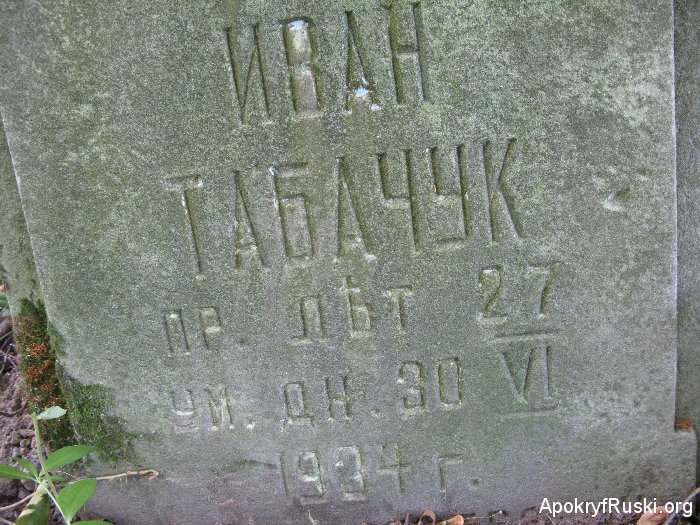 ИВАН
ТАБАЧУК
ПР. ЛѢТ 27
УМ. ДН. 30 VI
1934 Г.
ApokryfRuski.org